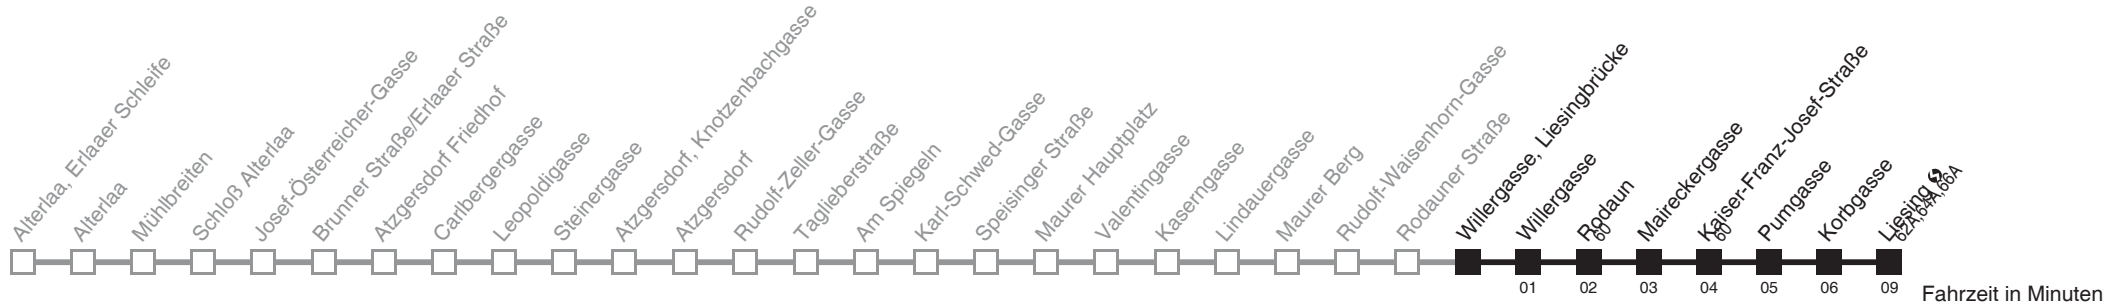 Alterlaa, Erlaaer Schleife
Alterlaa
Mühlbreiten
Schloß Alterlaa
Josef-Österreicher-Gasse
Brunner Straße/Erlaaer Straße
Atzgersdorf Friedhof
Carlbergergasse
Leopoldigasse
Steinergasse
Atzgersdorf, Knotzenbachgasse
Atzgersdorf
Rudolf-Zeller-Gasse
Taglieberstraße
Am Spiegeln
Karl-Schwed-Gasse
Speisinger Straße
Maurer Hauptplatz
Valentingasse
Kaserngasse
Lindauergasse
Maurer Berg
Rudolf-Waisenhorn-Gasse
Rodauner Straße
Willergasse, Liesingbrücke
Willergasse
Rodaun
60
Maireckergasse
Kaiser-Franz-Josef-Straße
60
Pumgasse
Korbgasse
Liesing
62A,64A,66A
01 02 03 04 05 06 09
Fahrzeit in Minuten